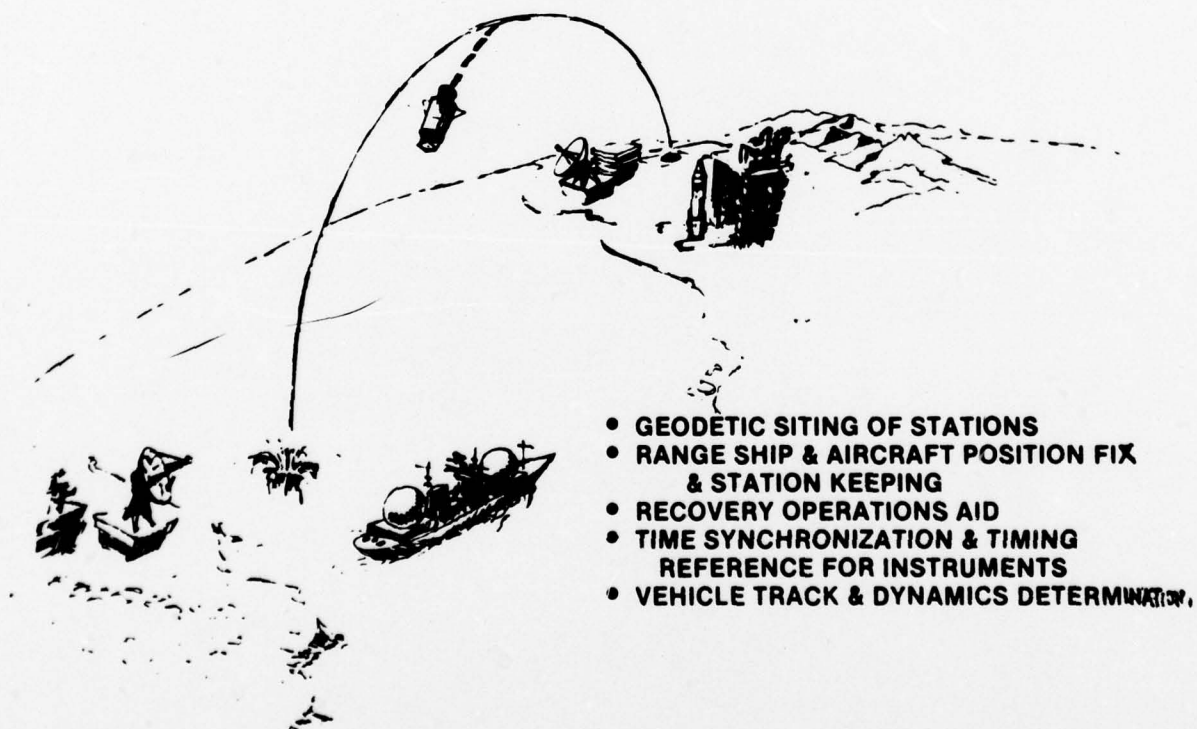 • GEODETIC SITING OF STATIONS
• RANGE SHIP & AIRCRAFT POSITION FIX
& STATION KEEPING
• RECOVERY OPERATIONS AID
• TIME SYNCHRONIZATION & TIMING
REFERENCE FOR INSTRUMENTS
• VEHICLE TRACK & DYNAMICS DETERMINATION.